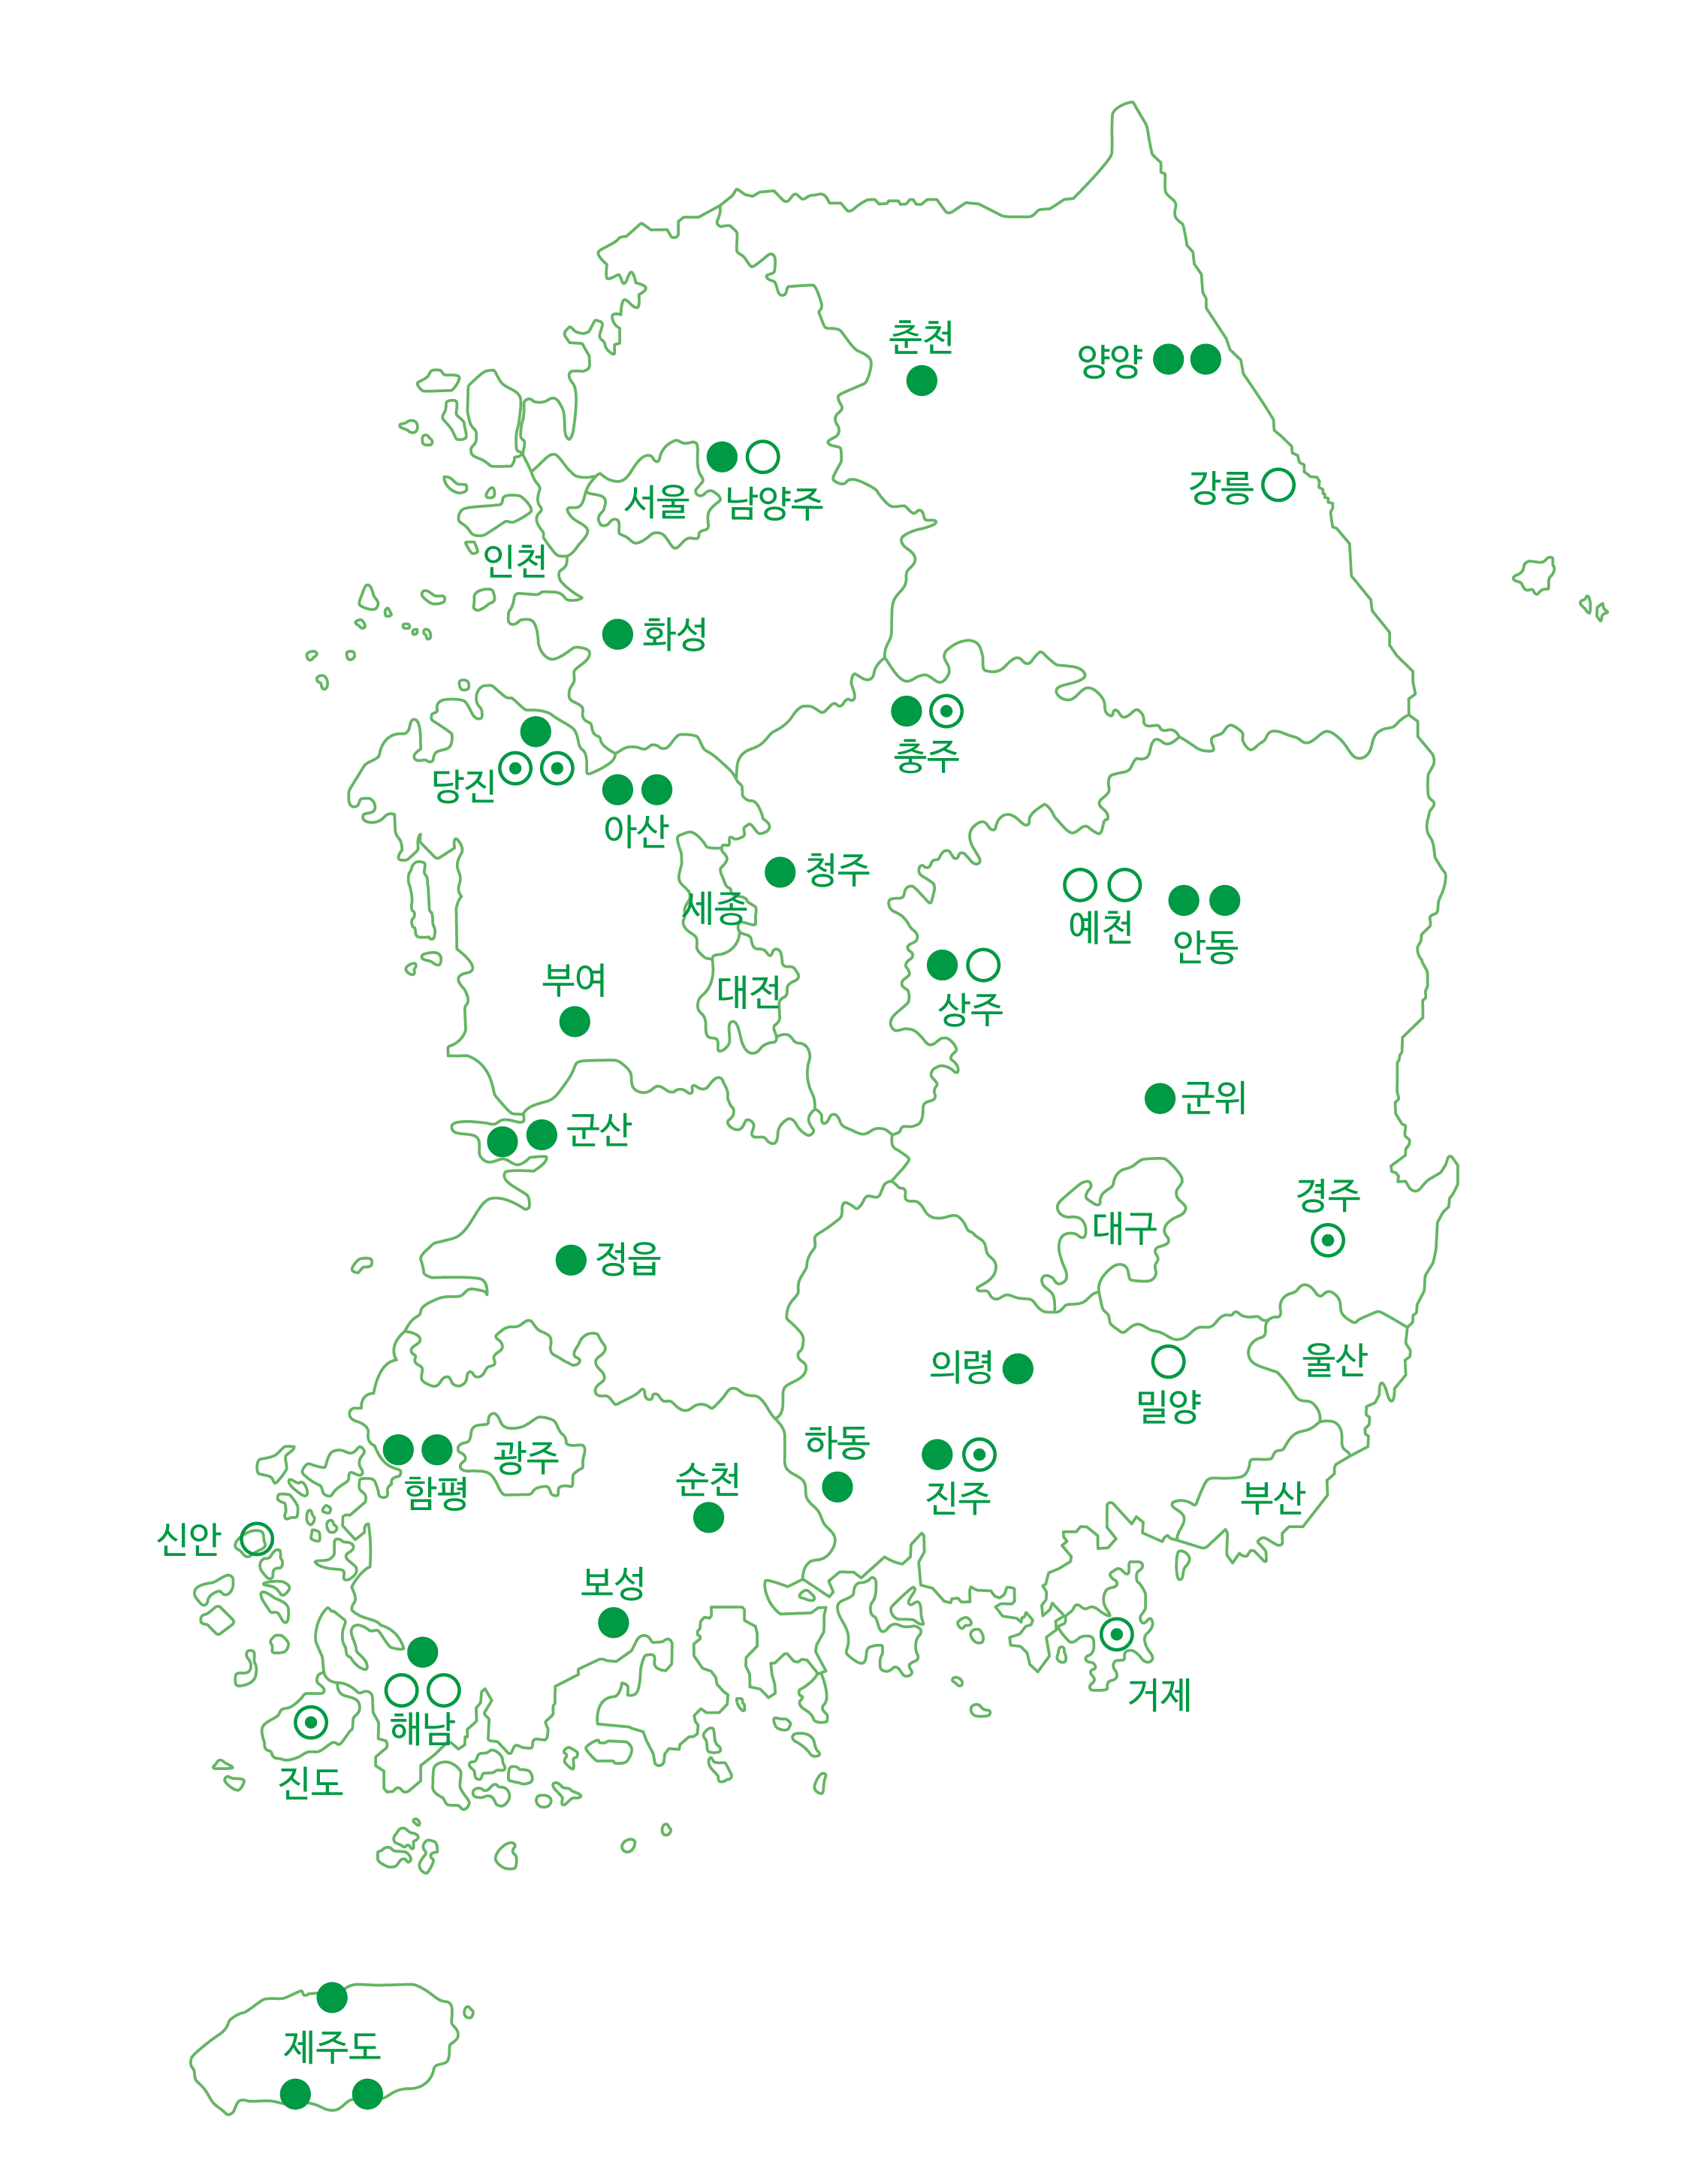 춘천
양양
강릉
서울
남양주
인천
화성
충주
당진
아산
청주
세종
예천
안동
부여
대전
상주
군위
군산
경주
대구
정읍
의령
울산
밀양
하동
광주
함평
순천
진주
부산
신안
보성
거제
해남
진도
제주도